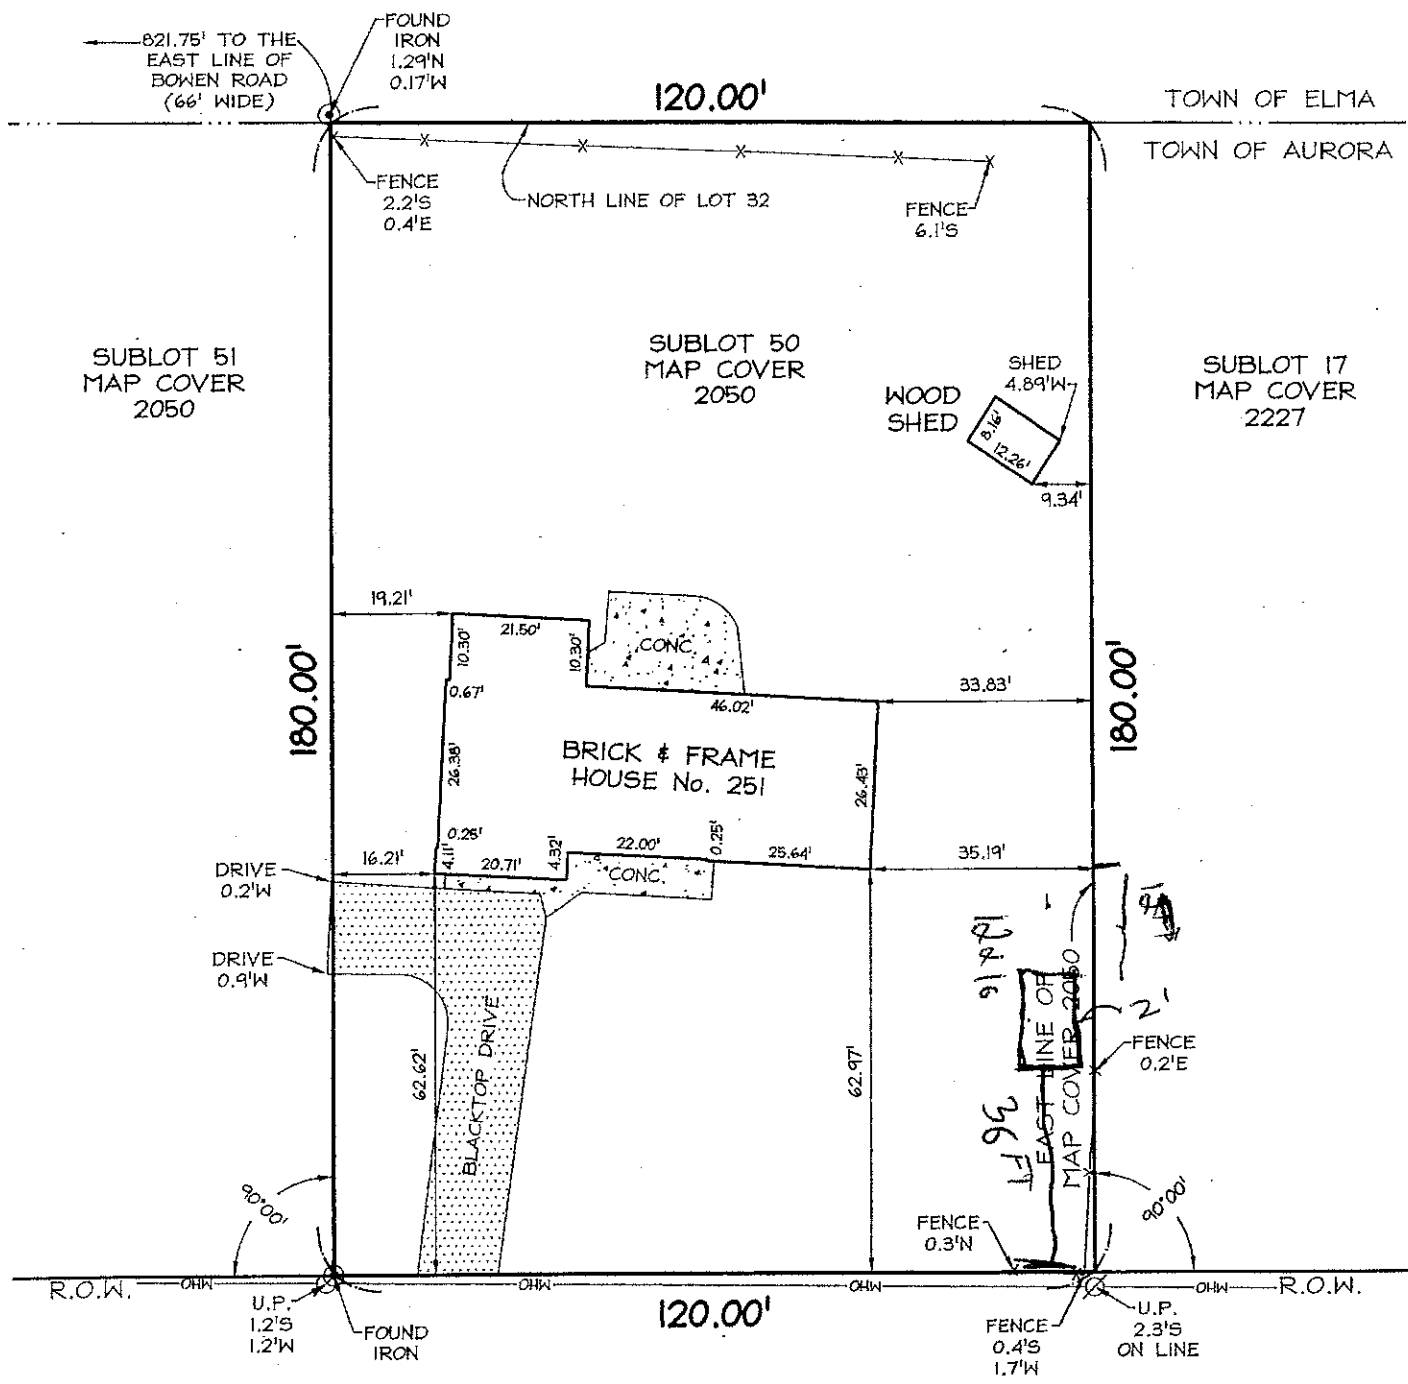 821.75' TO THE
EAST LINE OF
BOWEN ROAD
(66' WIDE)
FOUND
IRON
1.29'N
0.17'W
120.00'
TOWN OF ELMA
TOWN OF AURORA
FENCE
2.2'S
0.4'E
NORTH LINE OF LOT 32
FENCE
6.1'S
SUBLOT 51
MAP COVER
2050
SUBLOT 50
MAP COVER
2050
SUBLOT 17
MAP COVER
2227
WOOD
SHED
SHED
4.89'W
8.16'
12.26'
9.34'
19.21'
21.50'
10.30'
10.30'
CONC.
0.67'
46.02'
33.83'
180.00'
180.00'
BRICK & FRAME
HOUSE No. 251
26.38'
26.43'
0.25'
4.11'
16.21'
20.71'
4.32'
22.00'
0.25'
25.64'
35.19'
CONC.
DRIVE
0.2'W
DRIVE
0.9'W
BLACKTOP DRIVE
62.62'
62.97'
12 x 16
2'
EAST LINE OF
MAP COVER 2050
FENCE
0.2'E
36 FT
90°00'
90°00'
FENCE
0.3'N
R.O.W.
OHW
OHW
OHW
OHW
R.O.W.
U.P.
1.2'S
1.2'W
FOUND
IRON
120.00'
FENCE
0.4'S
1.7'W
U.P.
2.3'S
ON LINE